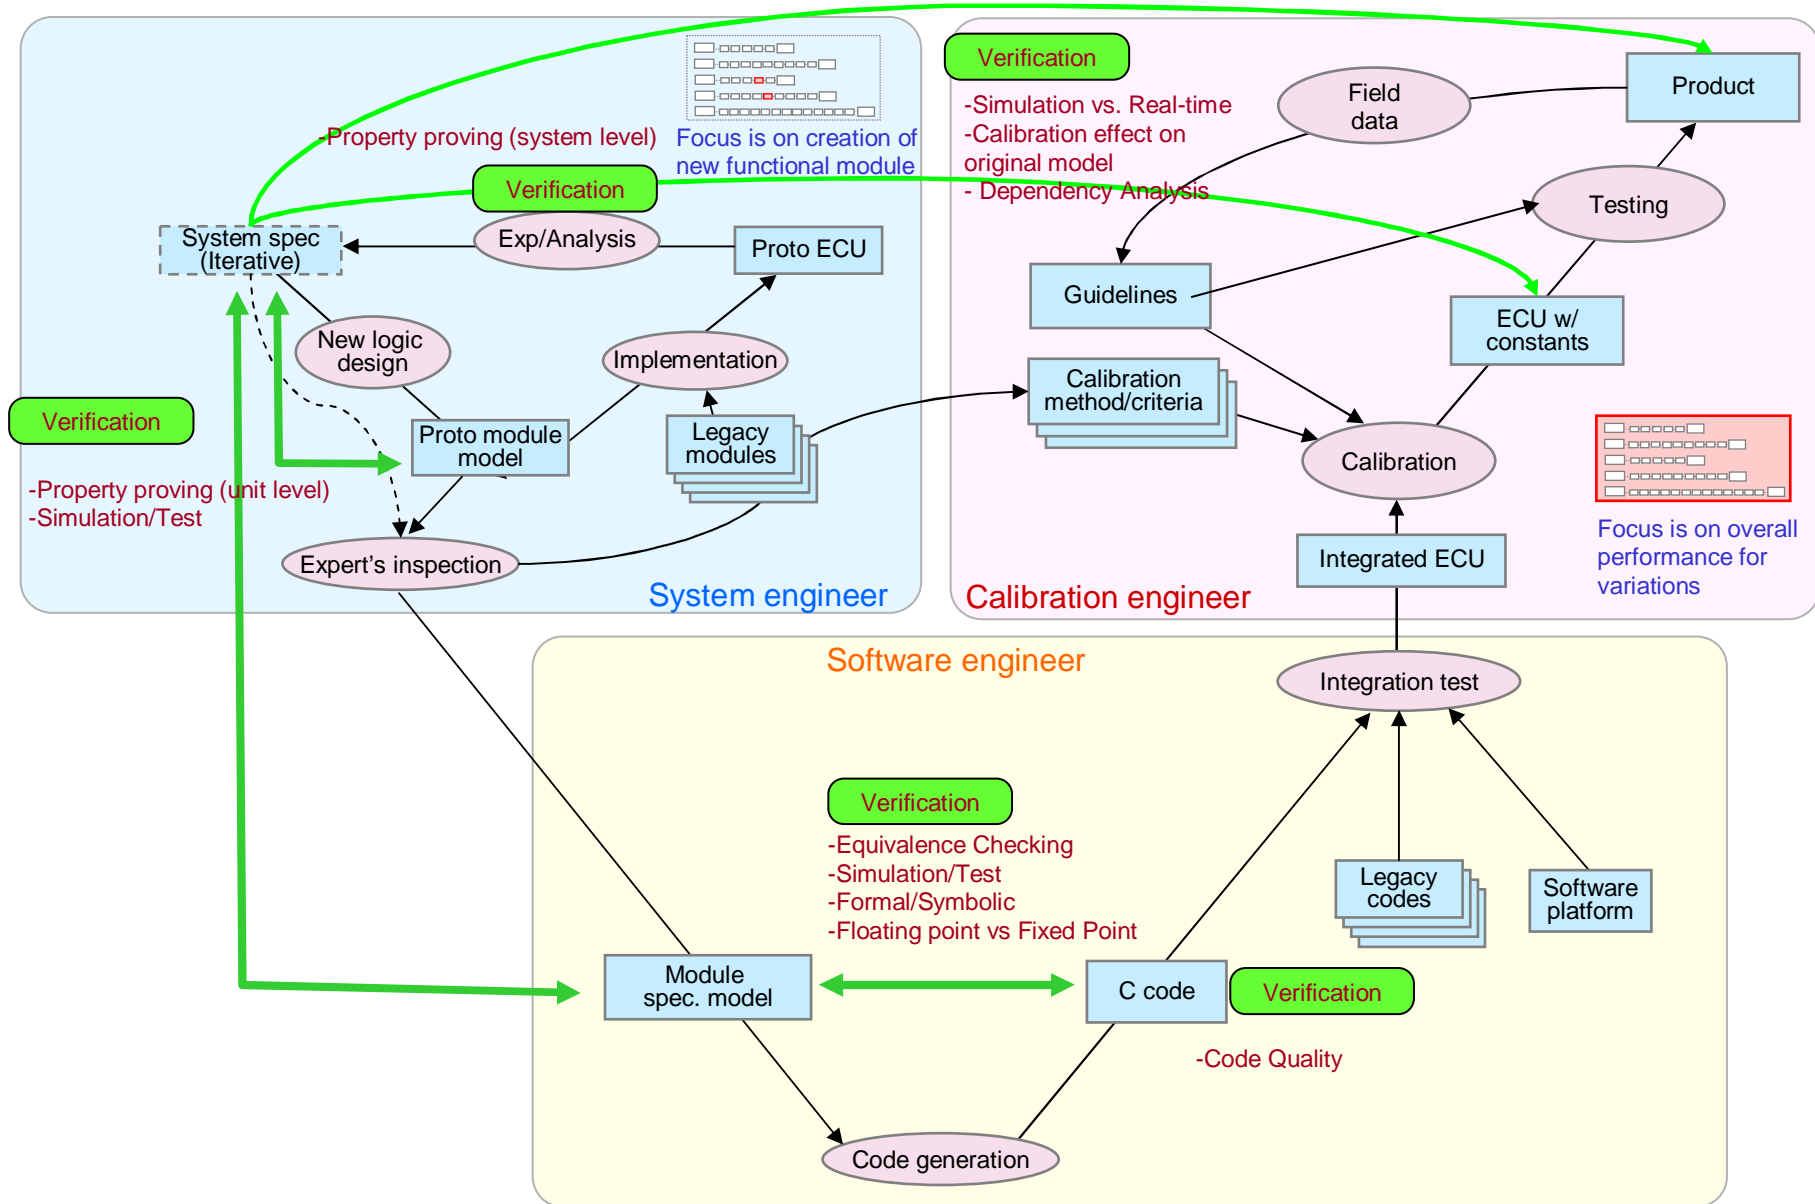 Verification
-Property proving (system level)
Focus is on creation of
new functional module
Verification
System spec
(Iterative)
Exp/Analysis
Proto ECU
New logic
design
Implementation
Verification
Proto module
model
Legacy
modules
-Property proving (unit level)
-Simulation/Test
Expert's inspection
System engineer
-Simulation vs. Real-time
-Calibration effect on
original model
- Dependency Analysis
Field
data
Product
Testing
Guidelines
ECU w/
constants
Calibration
method/criteria
Calibration
Integrated ECU
Focus is on overall
performance for
variations
Calibration engineer
Software engineer
Integration test
Verification
-Equivalence Checking
-Simulation/Test
-Formal/Symbolic
-Floating point vs Fixed Point
Legacy
codes
Software
platform
Module
spec. model
C code
Verification
-Code Quality
Code generation